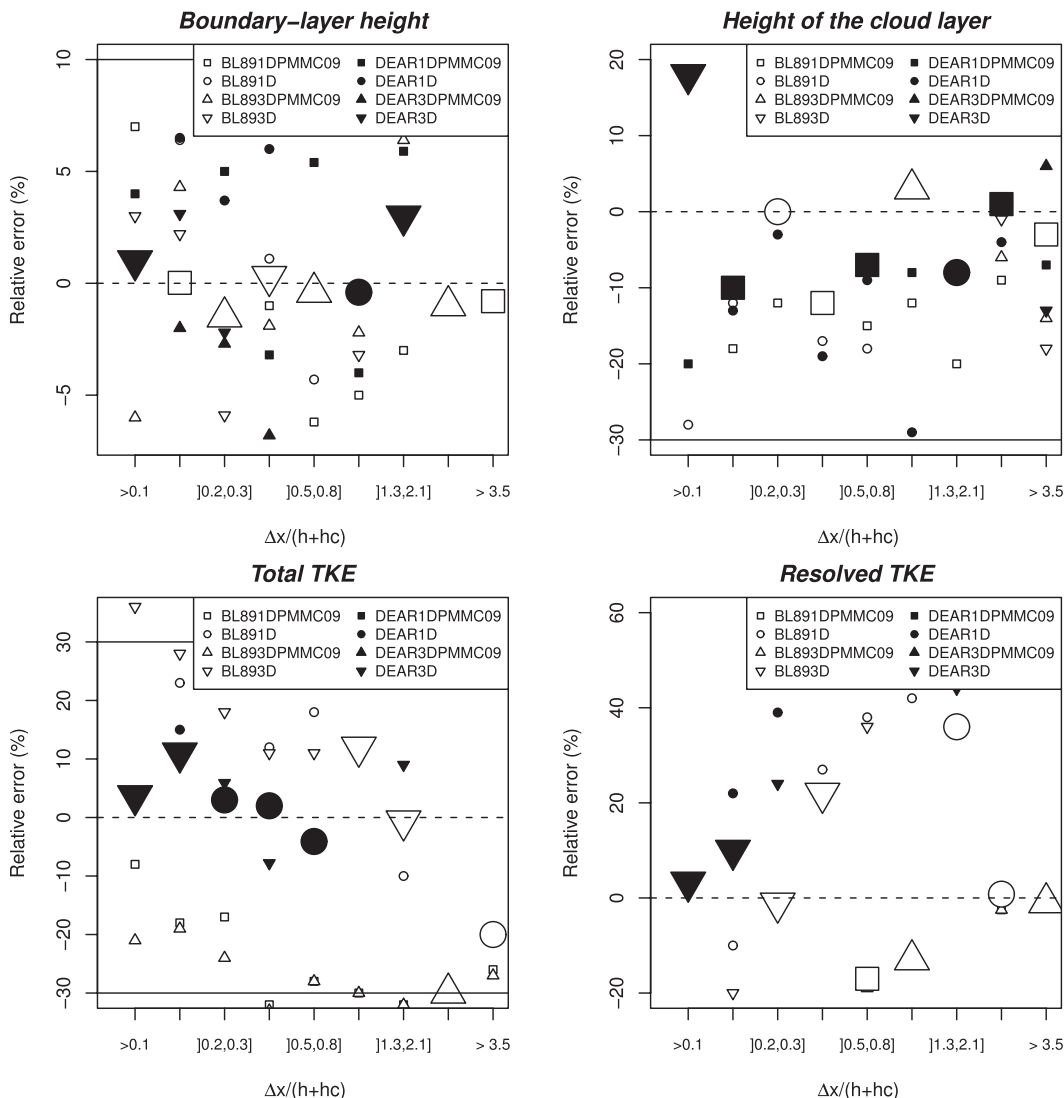 Boundary−layer height
Relative error (%)
10
5
0
−5
BL891DPMMC09
BL891D
BL893DPMMC09
BL893D
DEAR1DPMMC09
DEAR1D
DEAR3DPMMC09
DEAR3D
>0.1 ]0.2,0.3] ]0.5,0.8] ]1.3,2.1] > 3.5
Δx/(h+hc)
Height of the cloud layer
Relative error (%)
20
10
0
−10
−20
−30
BL891DPMMC09
BL891D
BL893DPMMC09
BL893D
DEAR1DPMMC09
DEAR1D
DEAR3DPMMC09
DEAR3D
>0.1 ]0.2,0.3] ]0.5,0.8] ]1.3,2.1] > 3.5
Δx/(h+hc)
Total TKE
Relative error (%)
30
20
10
0
−10
−20
−30
BL891DPMMC09
BL891D
BL893DPMMC09
BL893D
DEAR1DPMMC09
DEAR1D
DEAR3DPMMC09
DEAR3D
>0.1 ]0.2,0.3] ]0.5,0.8] ]1.3,2.1] > 3.5
Δx/(h+hc)
Resolved TKE
Relative error (%)
60
40
20
0
−20
BL891DPMMC09
BL891D
BL893DPMMC09
BL893D
DEAR1DPMMC09
DEAR1D
DEAR3DPMMC09
DEAR3D
>0.1 ]0.2,0.3] ]0.5,0.8] ]1.3,2.1] > 3.5
Δx/(h+hc)